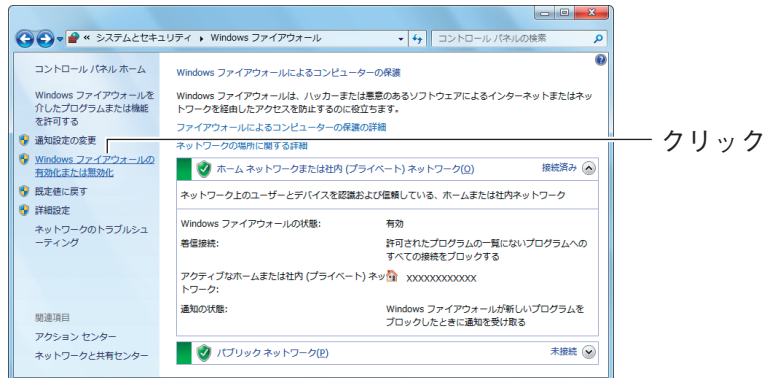 « システムとセキュリティ ▸ Windows ファイアウォール
コントロール パネルの検索
コントロール パネル ホーム
Windows ファイアウォールを
介したプログラムまたは機能
を許可する
通知設定の変更
Windows ファイアウォールの
有効化または無効化
既定値に戻す
詳細設定
ネットワークのトラブルシュ
ーティング
関連項目
アクション センター
ネットワークと共有センター
Windows ファイアウォールによるコンピューターの保護
Windows ファイアウォールは、ハッカーまたは悪意のあるソフトウェアによるインターネットまたはネッ
トワークを経由したアクセスを防止するのに役立ちます。
ファイアウォールによるコンピューターの保護の詳細
ネットワークの場所に関する詳細
ホーム ネットワークまたは社内 (プライベート) ネットワーク(O) 接続済み
ネットワーク上のユーザーとデバイスを認識および信頼している、ホームまたは社内ネットワーク
Windows ファイアウォールの状態: 有効
着信接続: 許可されたプログラムの一覧にないプログラムへの
すべての接続をブロックする
アクティブなホームまたは社内 (プライベート) ネッ xxxxxxxxxxxx
トワーク:
通知の状態: Windows ファイアウォールが新しいプログラムを
ブロックしたときに通知を受け取る
パブリック ネットワーク(P) 未接続
クリック